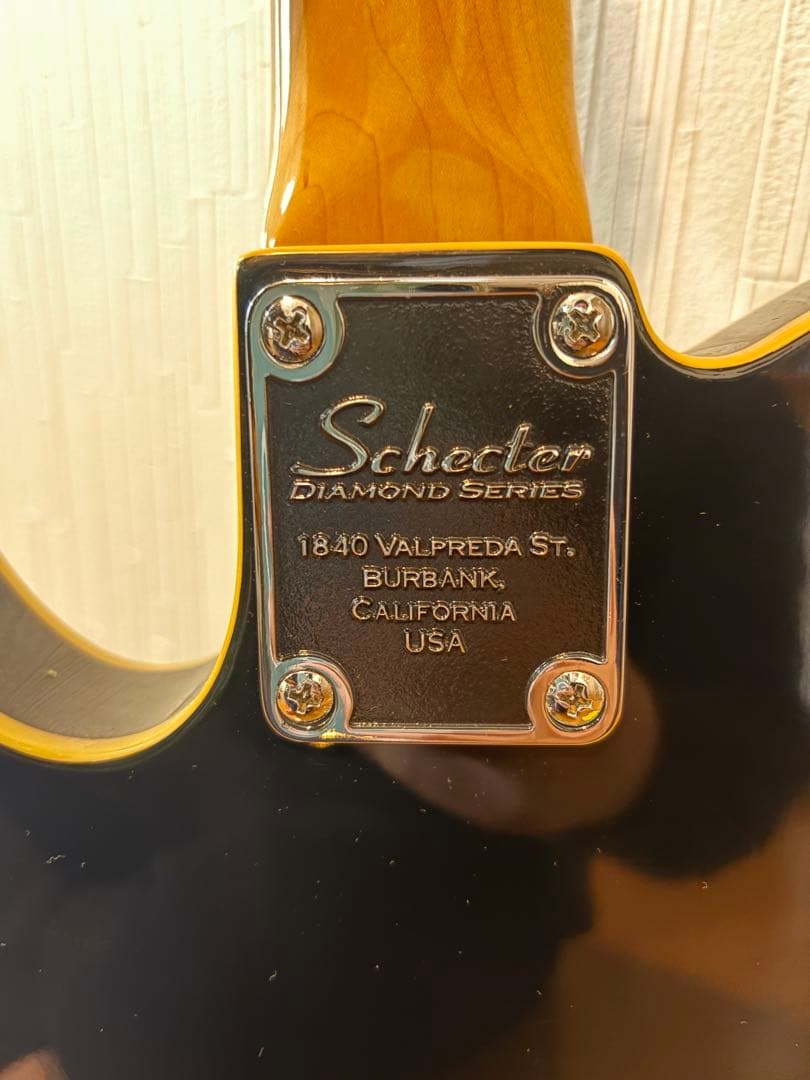 Schecter
DIAMOND SERIES
1840 VALPREDA ST.
BURBANK,
CALIFORNIA
USA